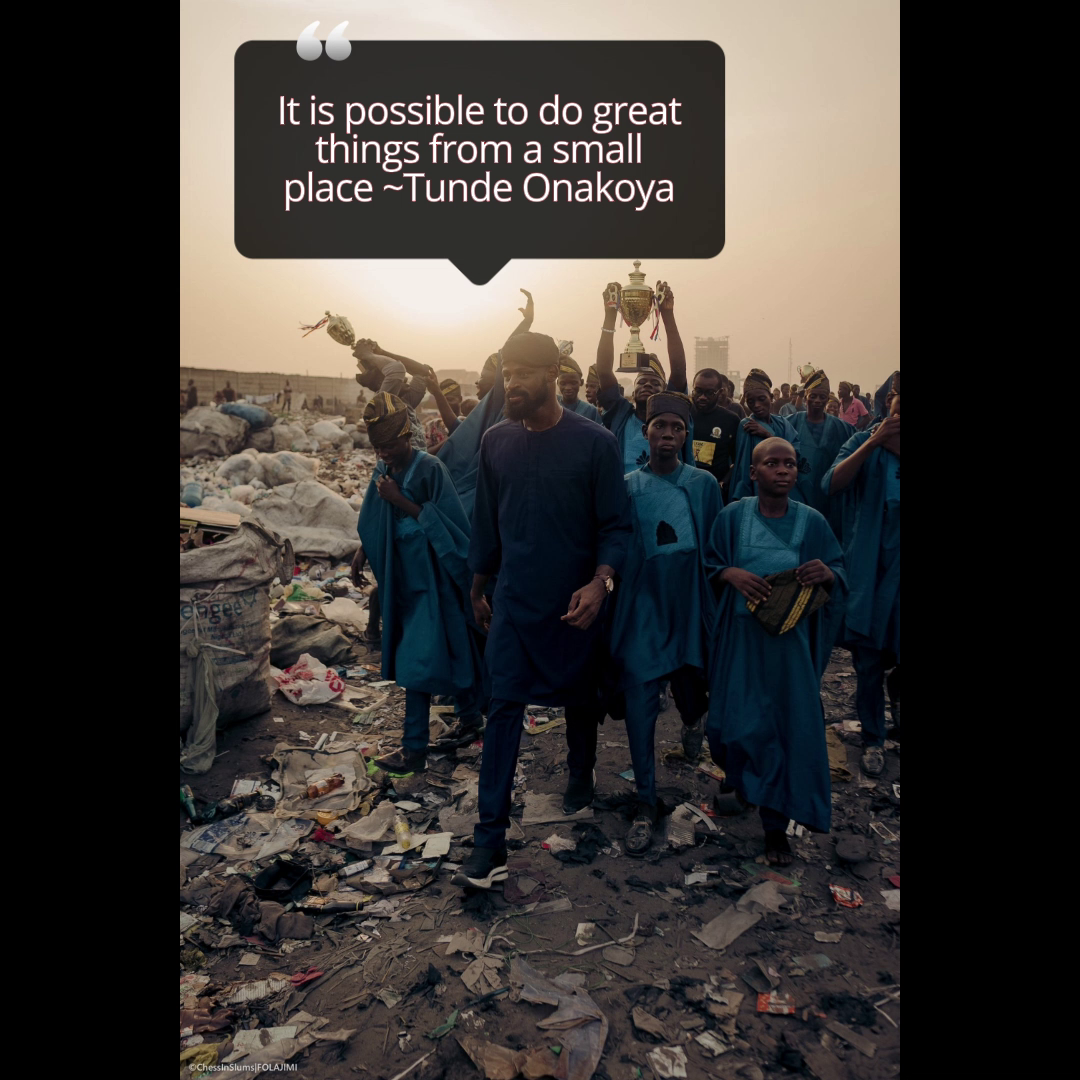 It is possible to do great
things from a small
place ~Tunde Onakoya
©ChessInSlums|FOLAJIMI